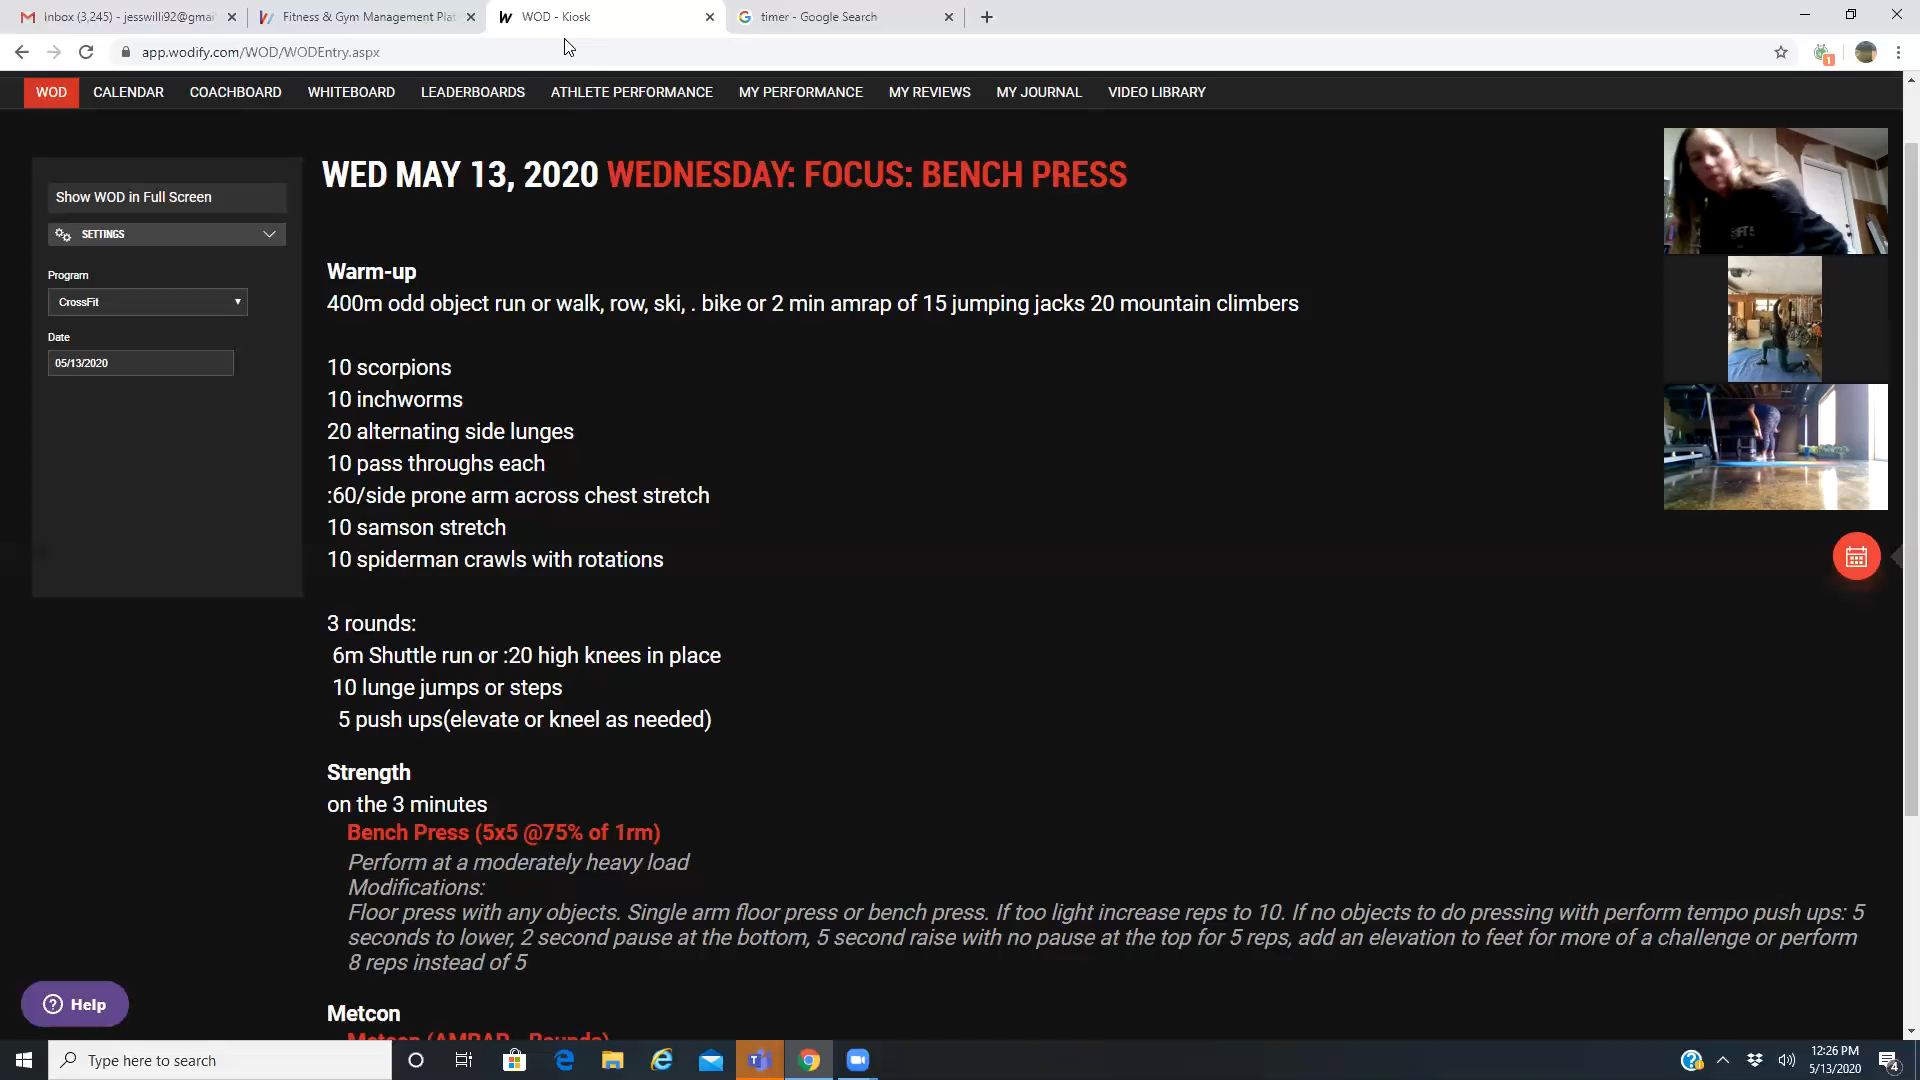 Inbox (3,245) - jesswilli92@gmai
Fitness & Gym Management Plat
WOD - Kiosk
timer - Google Search
app.wodify.com/WOD/WODEntry.aspx
1
WOD
CALENDAR
COACHBOARD
WHITEBOARD
LEADERBOARDS
ATHLETE PERFORMANCE
MY PERFORMANCE
MY REVIEWS
MY JOURNAL
VIDEO LIBRARY
Show WOD in Full Screen
SETTINGS
Program
CrossFit
Date
05/13/2020
WED MAY 13, 2020 WEDNESDAY: FOCUS: BENCH PRESS
Warm-up
400m odd object run or walk, row, ski, . bike or 2 min amrap of 15 jumping jacks 20 mountain climbers
10 scorpions
10 inchworms
20 alternating side lunges
10 pass throughs each
:60/side prone arm across chest stretch
10 samson stretch
10 spiderman crawls with rotations
3 rounds:
6m Shuttle run or :20 high knees in place
10 lunge jumps or steps
5 push ups(elevate or kneel as needed)
Strength
on the 3 minutes
Bench Press (5x5 @75% of 1rm)
Perform at a moderately heavy load
Modifications:
Floor press with any objects. Single arm floor press or bench press. If too light increase reps to 10. If no objects to do pressing with perform tempo push ups: 5
seconds to lower, 2 second pause at the bottom, 5 second raise with no pause at the top for 5 reps, add an elevation to feet for more of a challenge or perform
8 reps instead of 5
Metcon
Metcon (AMRAP - Rounds)
Help
Type here to search
12:26 PM
5/13/2020
4